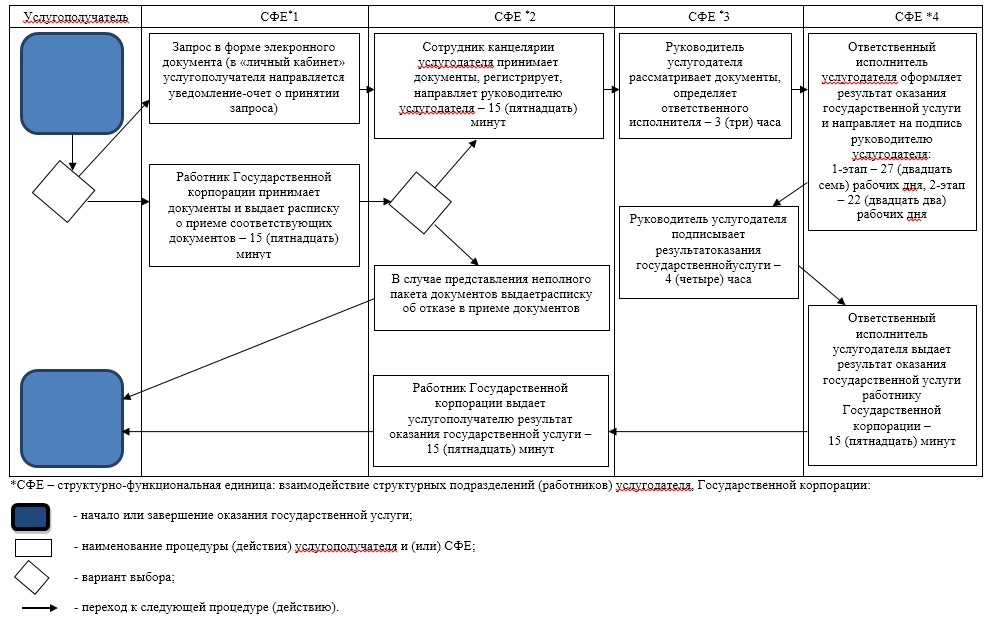 Услугополучатель
СФЕ*1
СФЕ *2
СФЕ *3
СФЕ *4
Запрос в форме элекронного
документа (в «личный кабинет»
услугополучателя направляется
уведомление-отчет о принятии
запроса)
Сотрудник канцелярии
услугодателя принимает
документы, регистрирует,
направляет руководителю
услугодателя – 15 (пятнадцать)
минут
Руководитель
услугодателя
рассматривает документы,
определяет
ответственного
исполнителя – 3 (три) часа
Ответственный
исполнитель
услугодателя оформляет
результат оказания
государственной услуги
и направляет на подпись
руководителю
услугодателя:
1-этап – 27 (двадцать
семь) рабочих дня, 2-этап
– 22 (двадцать два)
рабочих дня
Работник Государственной
корпорации принимает
документы и выдает расписку
о приеме соответствующих
документов – 15 (пятнадцать)
минут
Руководитель услугодателя
подписывает
результатоказания
государственнойуслуги –
4 (четыре) часа
В случае представления неполного
пакета документов выдаетрасписку
об отказе в приеме документов
Ответственный
исполнитель
услугодателя выдает
результат оказания
государственной услуги
работнику
Государственной
корпорации –
15 (пятнадцать) минут
Работник Государственной
корпорации выдает
услугополучателю результат
оказания государственной услуги –
15 (пятнадцать) минут
*СФЕ – структурно-функциональная единица: взаимодействие структурных подразделений (работников) услугодателя, Государственной корпорации:
- начало или завершение оказания государственной услуги;
- наименование процедуры (действия) услугополучателя и (или) СФЕ;
- вариант выбора;
- переход к следующей процедуре (действию).